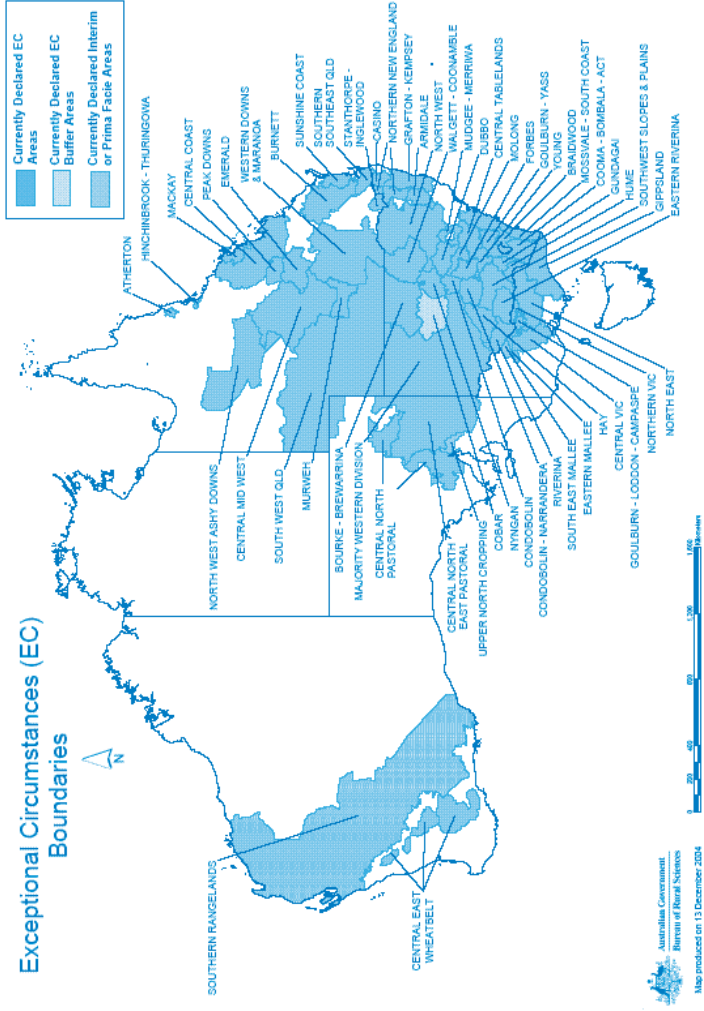 Exceptional Circumstances (EC)
Boundaries
N
Currently Declared EC
Areas
Currently Declared EC
Buffer Areas
Currently Declared Interim
or Prima Facie Areas
ATHERTON
HINCHINBROOK - THURINGOWA
MACKAY
CENTRAL COAST
PEAK DOWNS
EMERALD
WESTERN DOWNS
& MARANOA
BURNETT
SUNSHINE COAST
SOUTHERN
SOUTHEAST QLD
STANTHORPE -
INGLEWOOD
CASINO
NORTHERN NEW ENGLAND
GRAFTON - KEMPSEY
ARMIDALE
NORTH WEST
WALGETT - COONAMBLE
MUDGEE - MERRIWA
DUBBO
CENTRAL TABLELANDS
MOLONG
FORBES
GOULBURN - YASS
YOUNG
BRAIDWOOD
MOSSVALE - SOUTH COAST
COOMA - BOMBALA - ACT
GUNDAGAI
HUME
SOUTHWEST SLOPES & PLAINS
GIPPSLAND
EASTERN RIVERINA
NORTH WEST ASHY DOWNS
CENTRAL MID WEST
SOUTH WEST QLD
MURWEH
BOURKE - BREWARRINA
MAJORITY WESTERN DIVISION
CENTRAL NORTH
PASTORAL
CENTRAL NORTH
EAST PASTORAL
UPPER NORTH CROPPING
COBAR
NYNGAN
CONDOBOLIN
CONDOBOLIN - NARRANDERA
RIVERINA
SOUTH EAST MALLEE
EASTERN MALLEE
HAY
CENTRAL VIC
GOULBURN - LODDON - CAMPASPE
NORTHERN VIC
NORTH EAST
SOUTHERN RANGELANDS
CENTRAL EAST
WHEATBELT
Australian Government
Bureau of Rural Sciences
Map produced on 13 December 2004
0 200 400 800 1,200 1,600
Kilometers